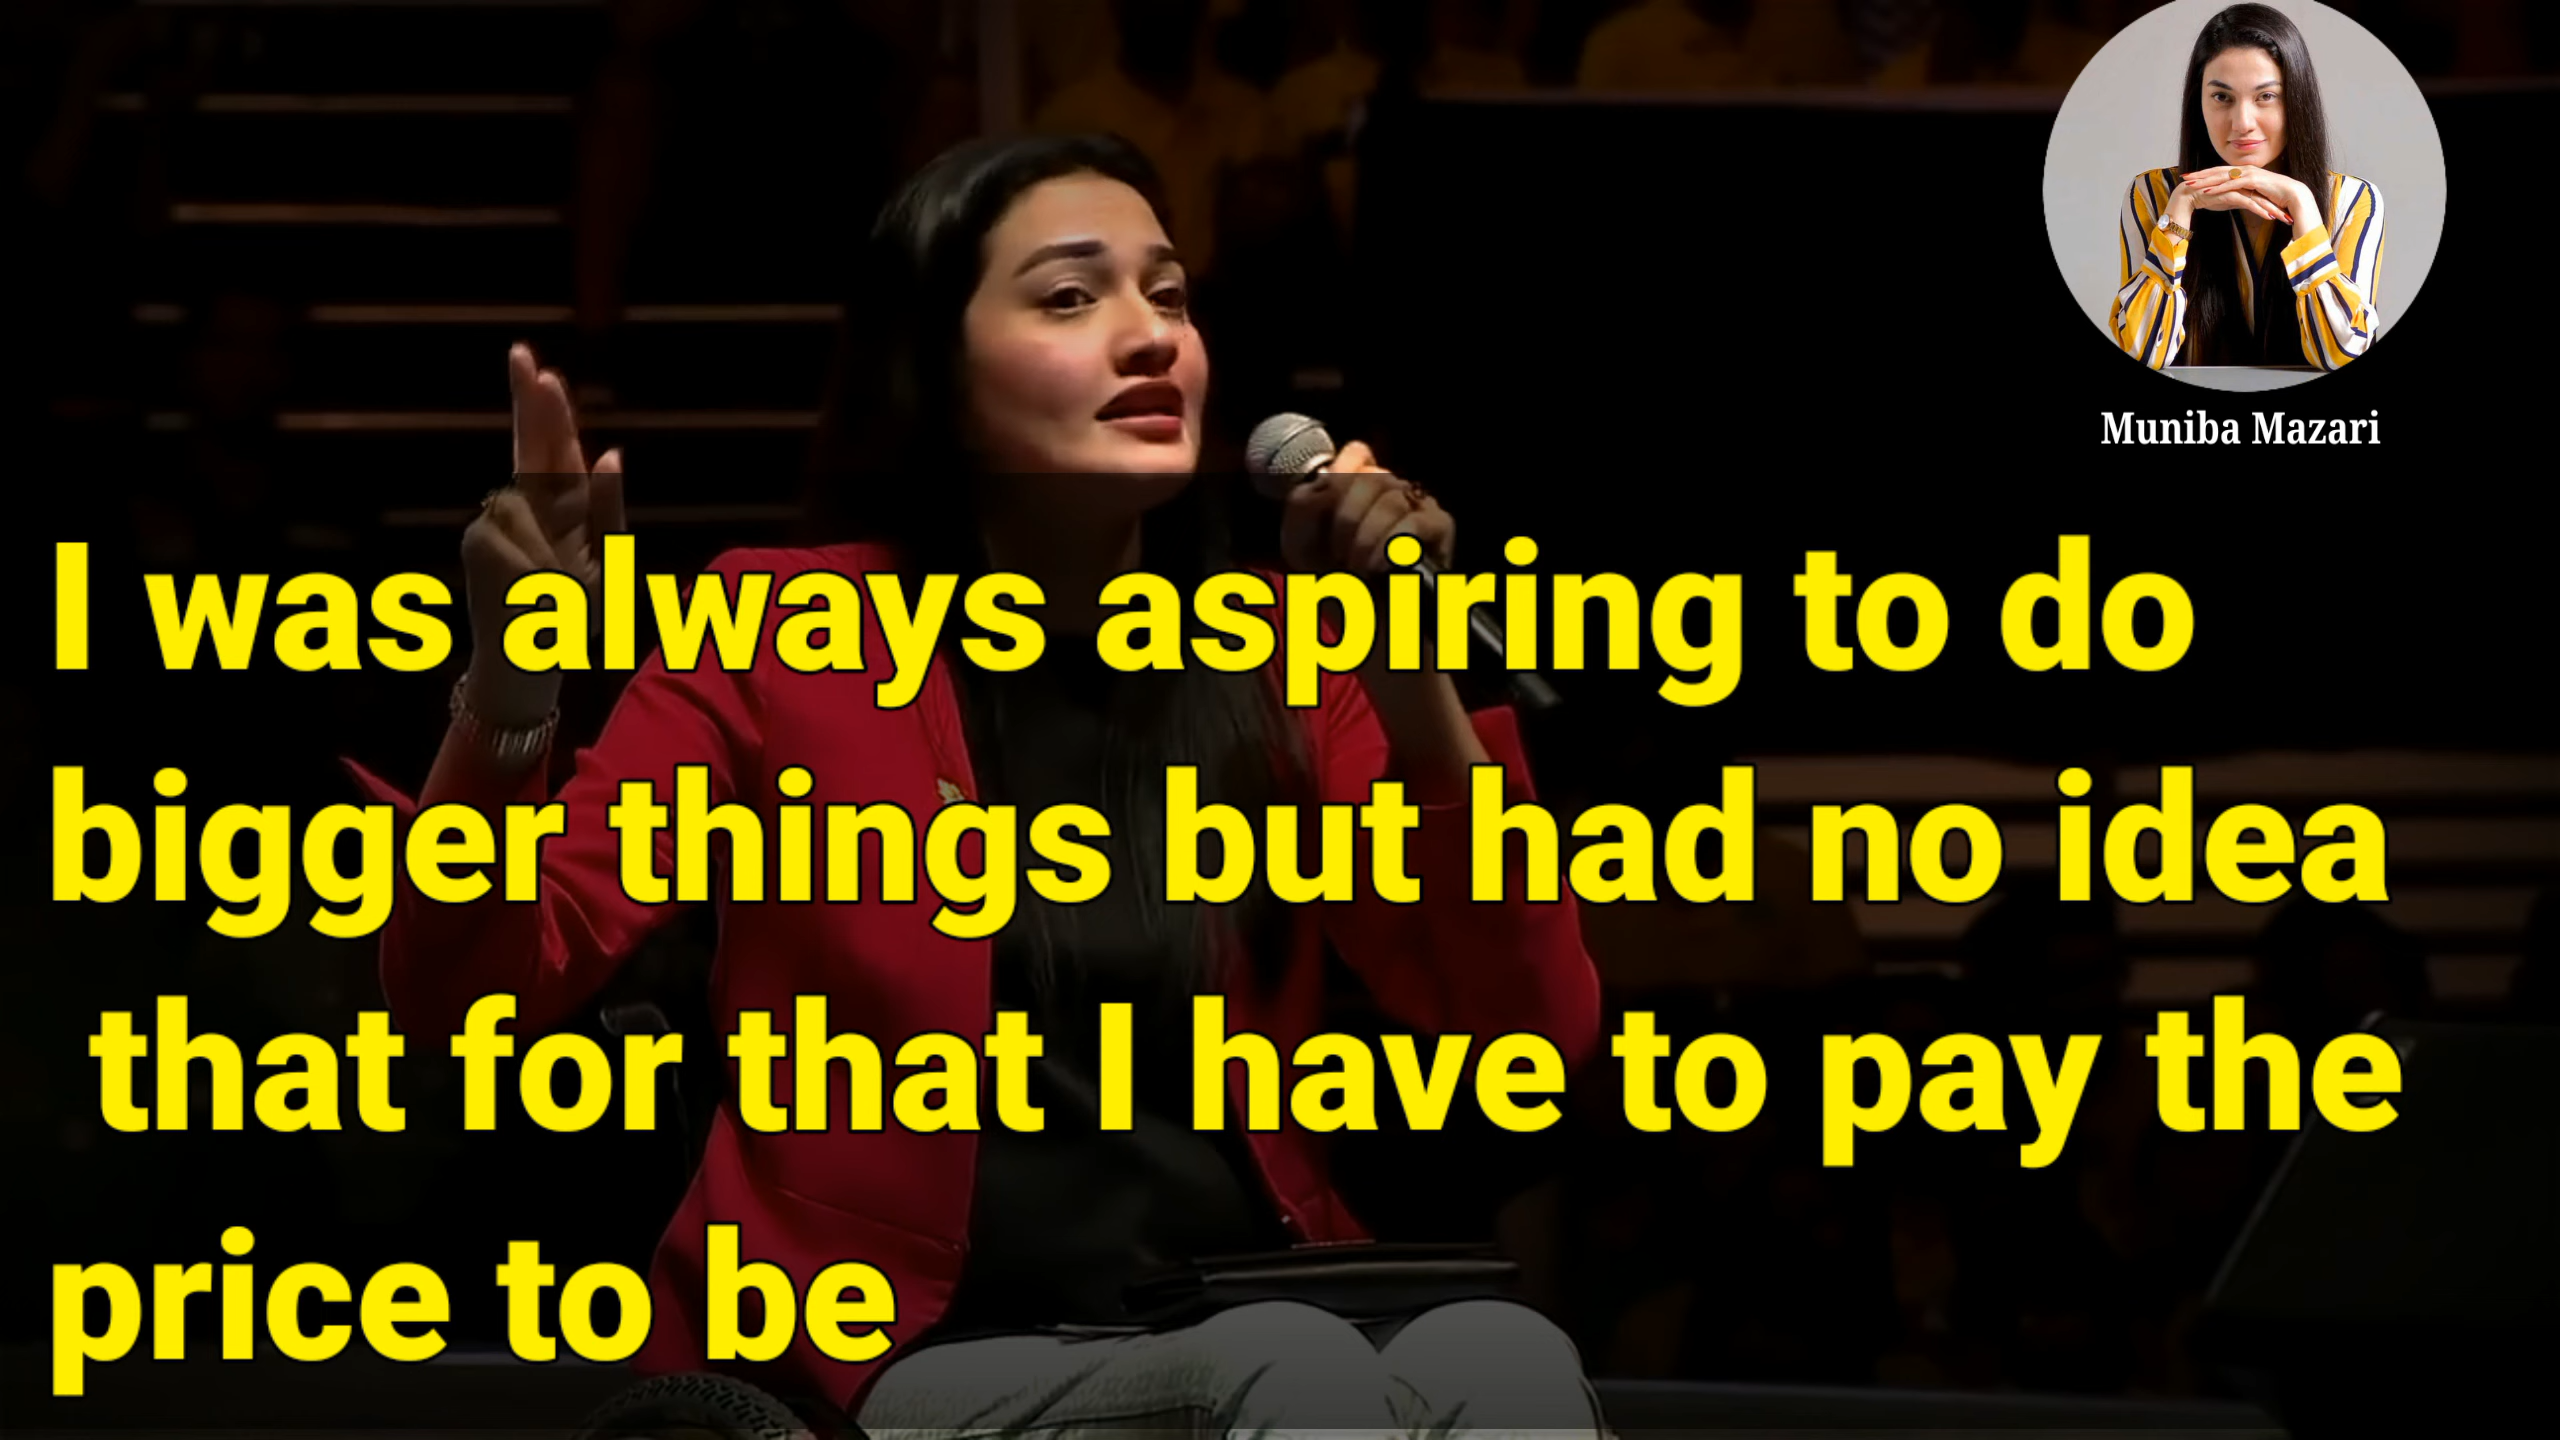 Muniba Mazari
I was always aspiring to do
bigger things but had no idea
that for that I have to pay the
price to be